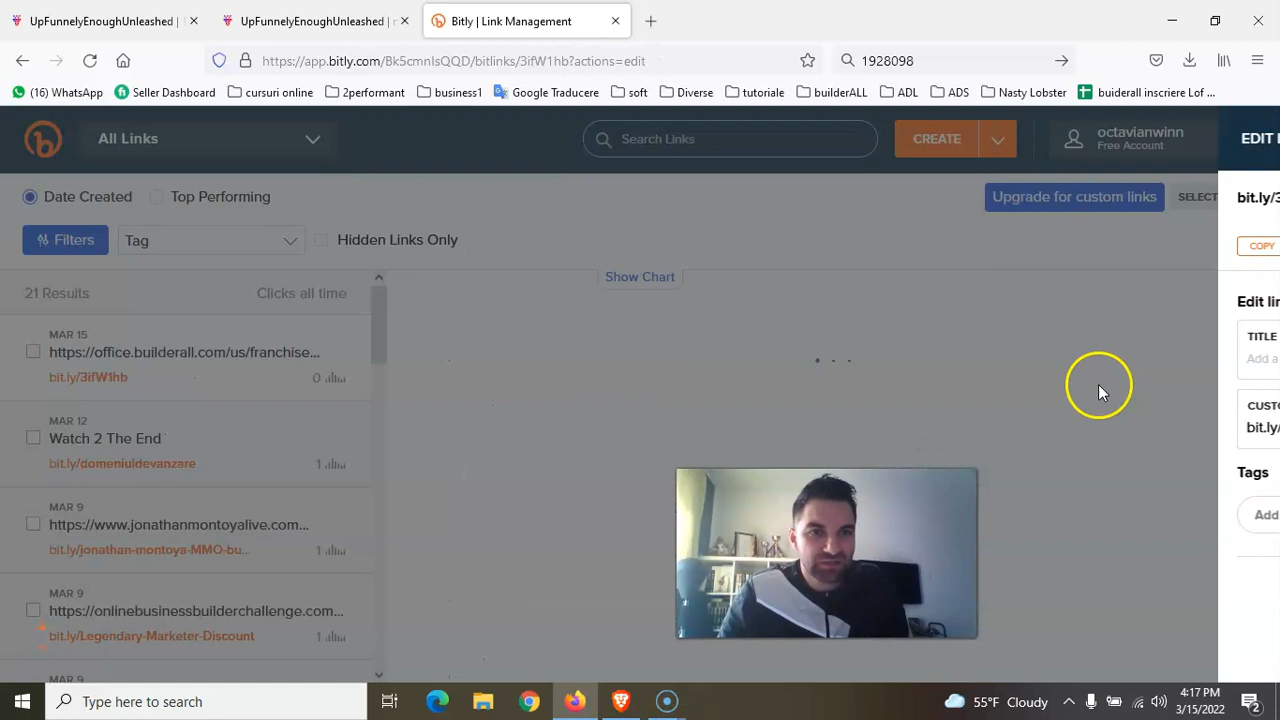 UpFunnelyEnoughUnleashed |
UpFunnelyEnoughUnleashed |
Bitly | Link Management
https://app.bitly.com/Bk5cmnIsQQD/bitlinks/3ifW1hb?actions=edit
1928098
(16) WhatsApp
Seller Dashboard
cursuri online
2performant
business1
Google Traducere
soft
Diverse
tutoriale
builderALL
ADL
ADS
Nasty Lobster
buiderall inscriere Lof ...
All Links
Search Links
CREATE
octavianwinn
Free Account
EDIT
Date Created
Top Performing
Upgrade for custom links
SELECT
bit.ly/3
Filters
Tag
Hidden Links Only
COPY
Show Chart
21 Results
Clicks all time
Edit li
MAR 15
https://office.builderall.com/us/franchise...
bit.ly/3ifW1hb
0
TITLE
Add a
MAR 12
Watch 2 The End
bit.ly/domeniuldevanzare
1
CUSTO
bit.ly/
Tags
MAR 9
https://www.jonathanmontoyalive.com...
bit.ly/jonathan-montoya-MMO-bu...
1
Add
MAR 9
https://onlinebusinessbuilderchallenge.com...
bit.ly/Legendary-Marketer-Discount
1
MAR 9
Type here to search
55°F Cloudy
4:17 PM
3/15/2022
2